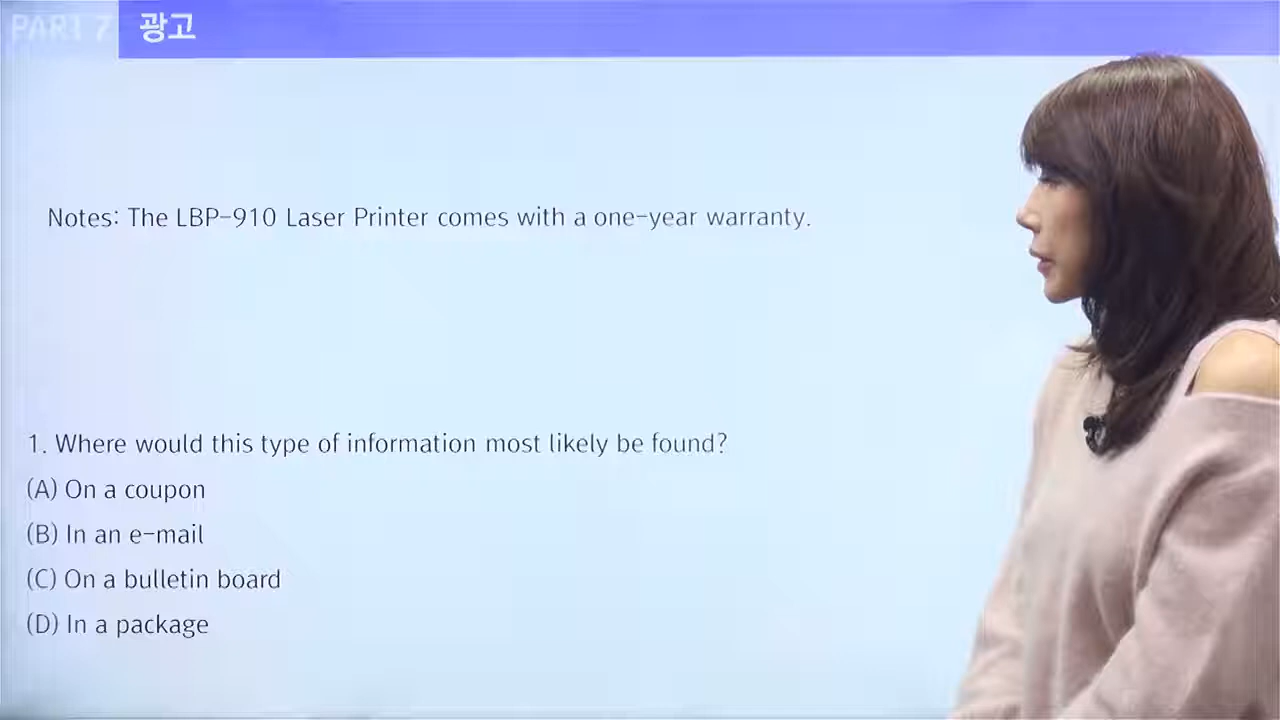 PART 7
광고
Notes: The LBP-910 Laser Printer comes with a one-year warranty.
1. Where would this type of information most likely be found?
(A) On a coupon
(B) In an e-mail
(C) On a bulletin board
(D) In a package